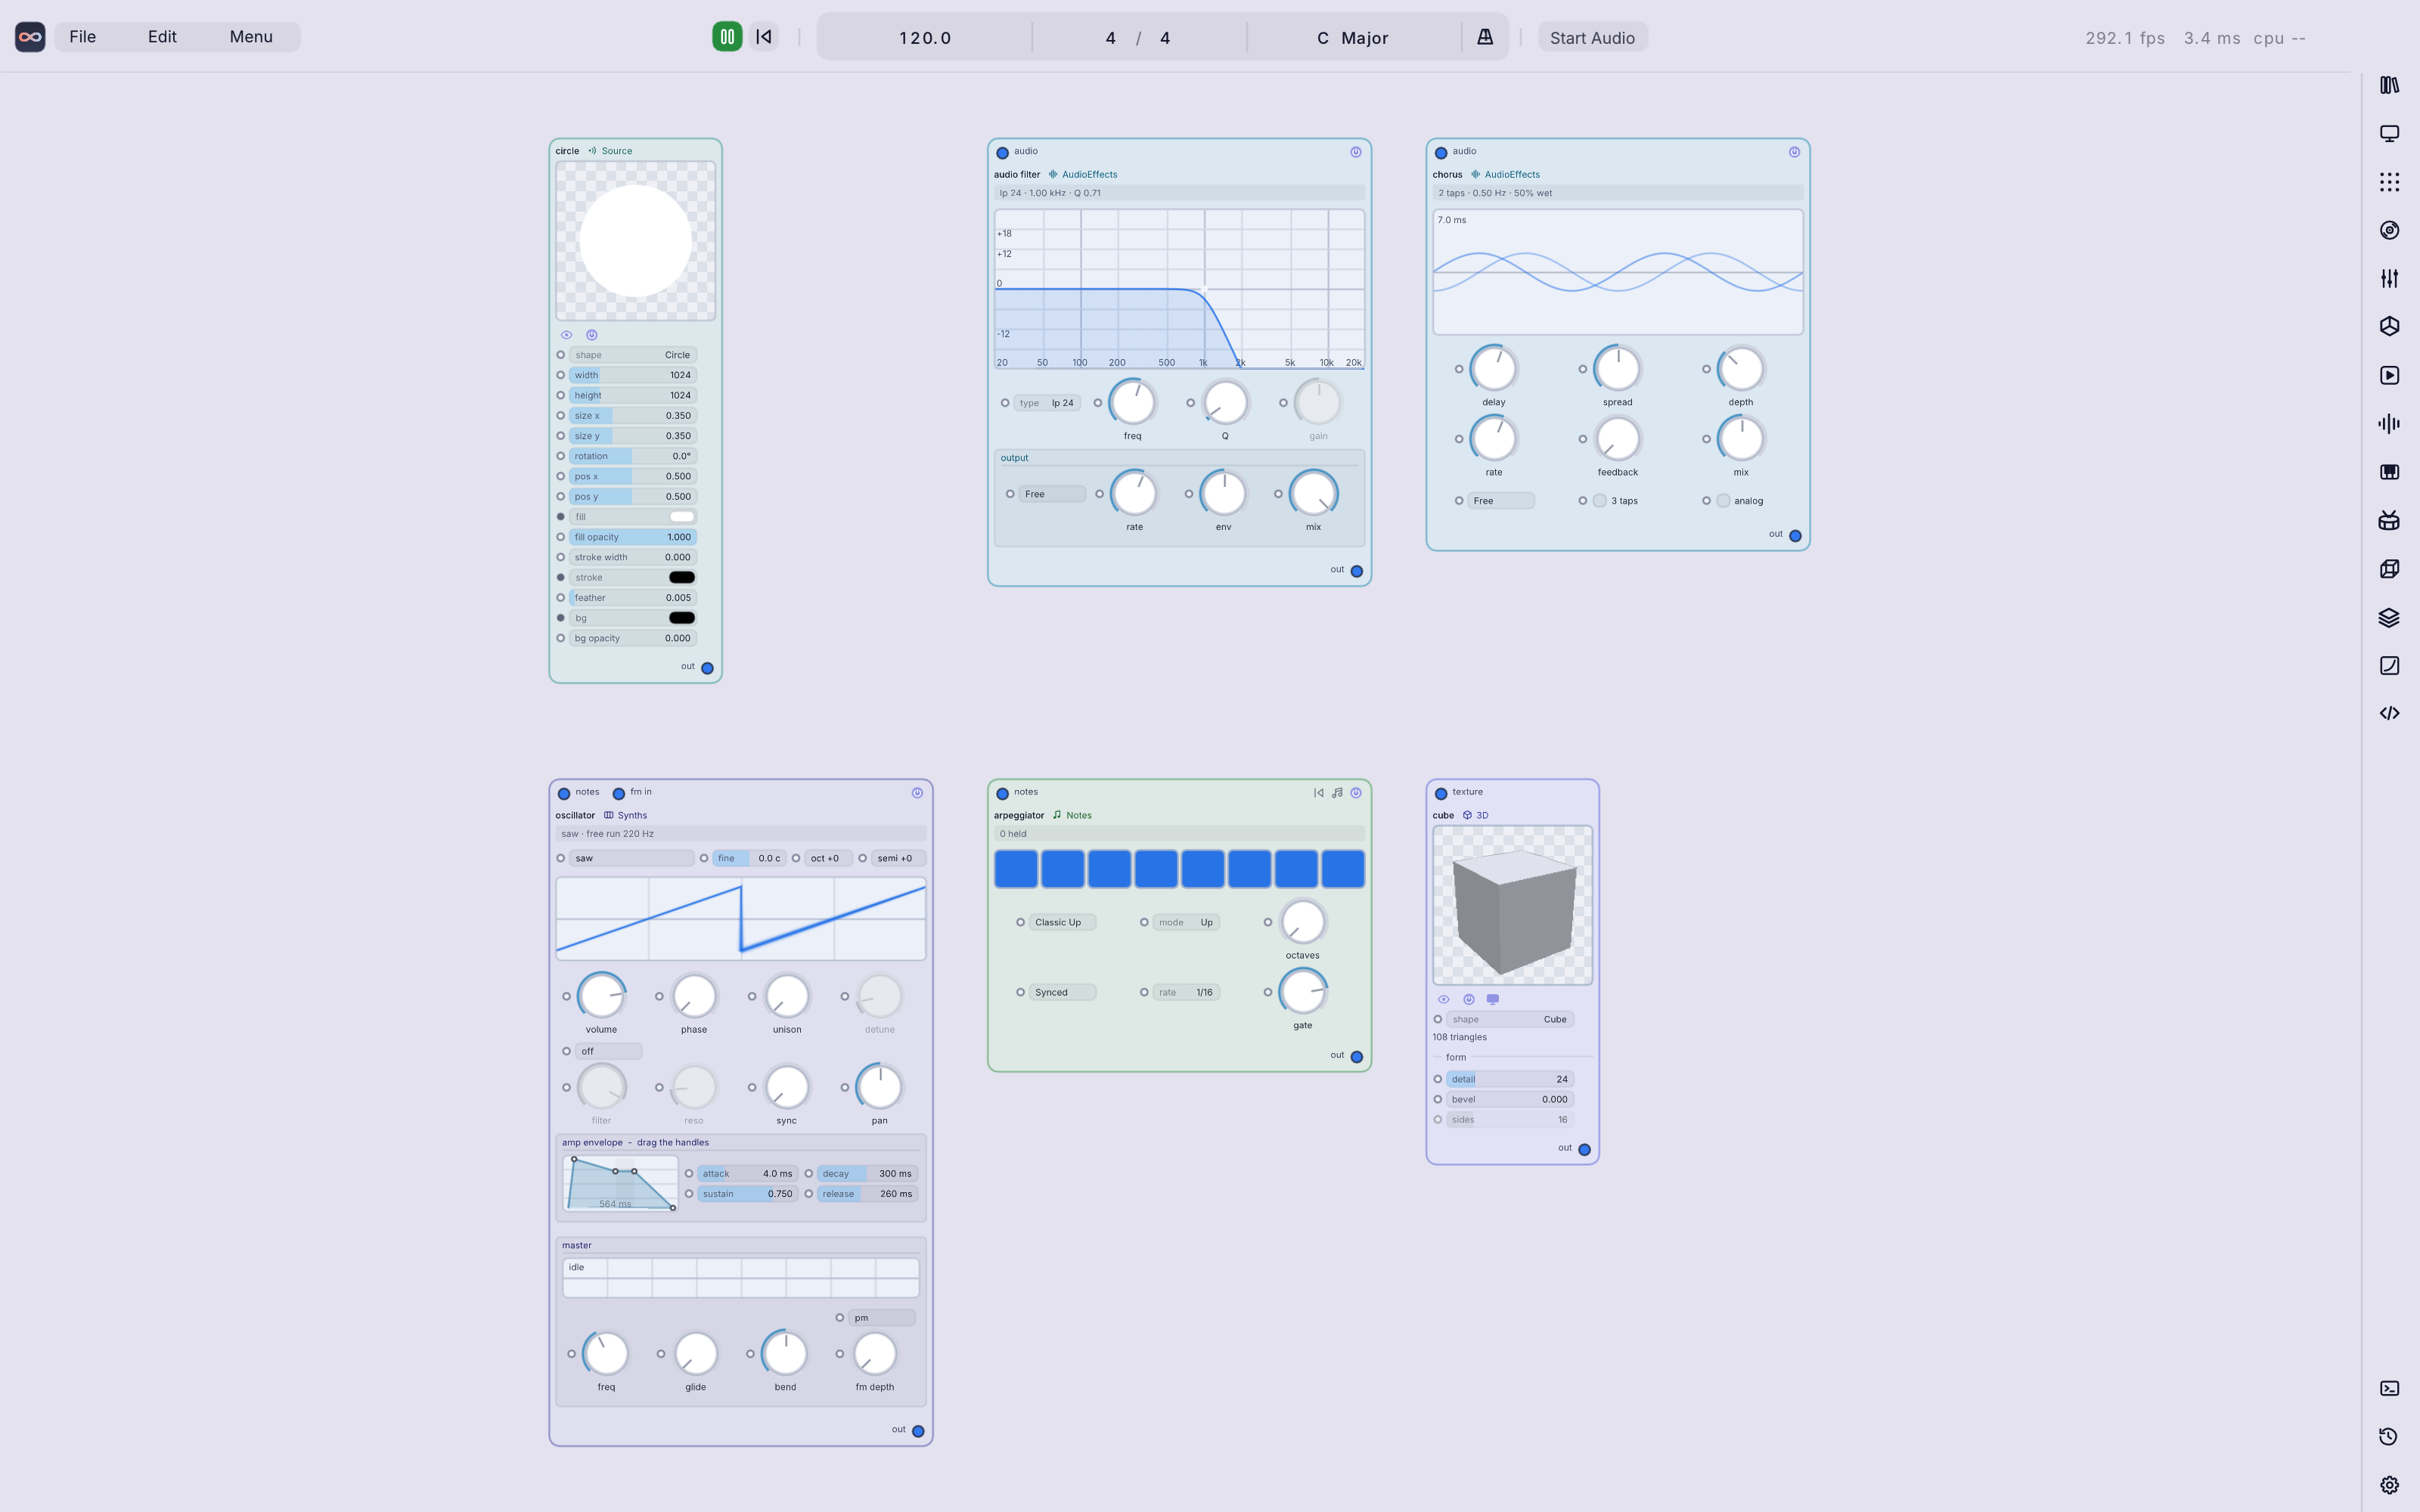 File Edit Menu 120.0 4 / 4 C Major Start Audio 292.1 fps 3.4 ms cpu --
circle Source
shape Circle
width 1024
height 1024
size x 0.350
size y 0.350
rotation 0.0°
pos x 0.500
pos y 0.500
fill
fill opacity 1.000
stroke width 0.000
stroke
feather 0.005
bg
bg opacity 0.000
out
audio
audio filter AudioEffects
lp 24 · 1.00 kHz · Q 0.71
+18
+12
0
-12
20 50 100 200 500 1k 2k 5k 10k 20k
type lp 24
freq Q gain
output
Free
rate env mix
out
audio
chorus AudioEffects
2 taps · 0.50 Hz · 50% wet
7.0 ms
delay spread depth
rate feedback mix
Free 3 taps analog
out
notes fm in
oscillator Synths
saw · free run 220 Hz
saw fine 0.0 c oct +0 semi +0
volume phase unison detune
off
filter reso sync pan
amp envelope - drag the handles
attack 4.0 ms decay 300 ms
sustain 0.750 release 260 ms
564 ms
master
idle
pm
freq glide bend fm depth
out
notes
arpeggiator Notes
0 held
Classic Up mode Up
octaves
Synced rate 1/16
gate
out
texture
cube 3D
shape Cube
108 triangles
form
detail 24
bevel 0.000
sides 16
out